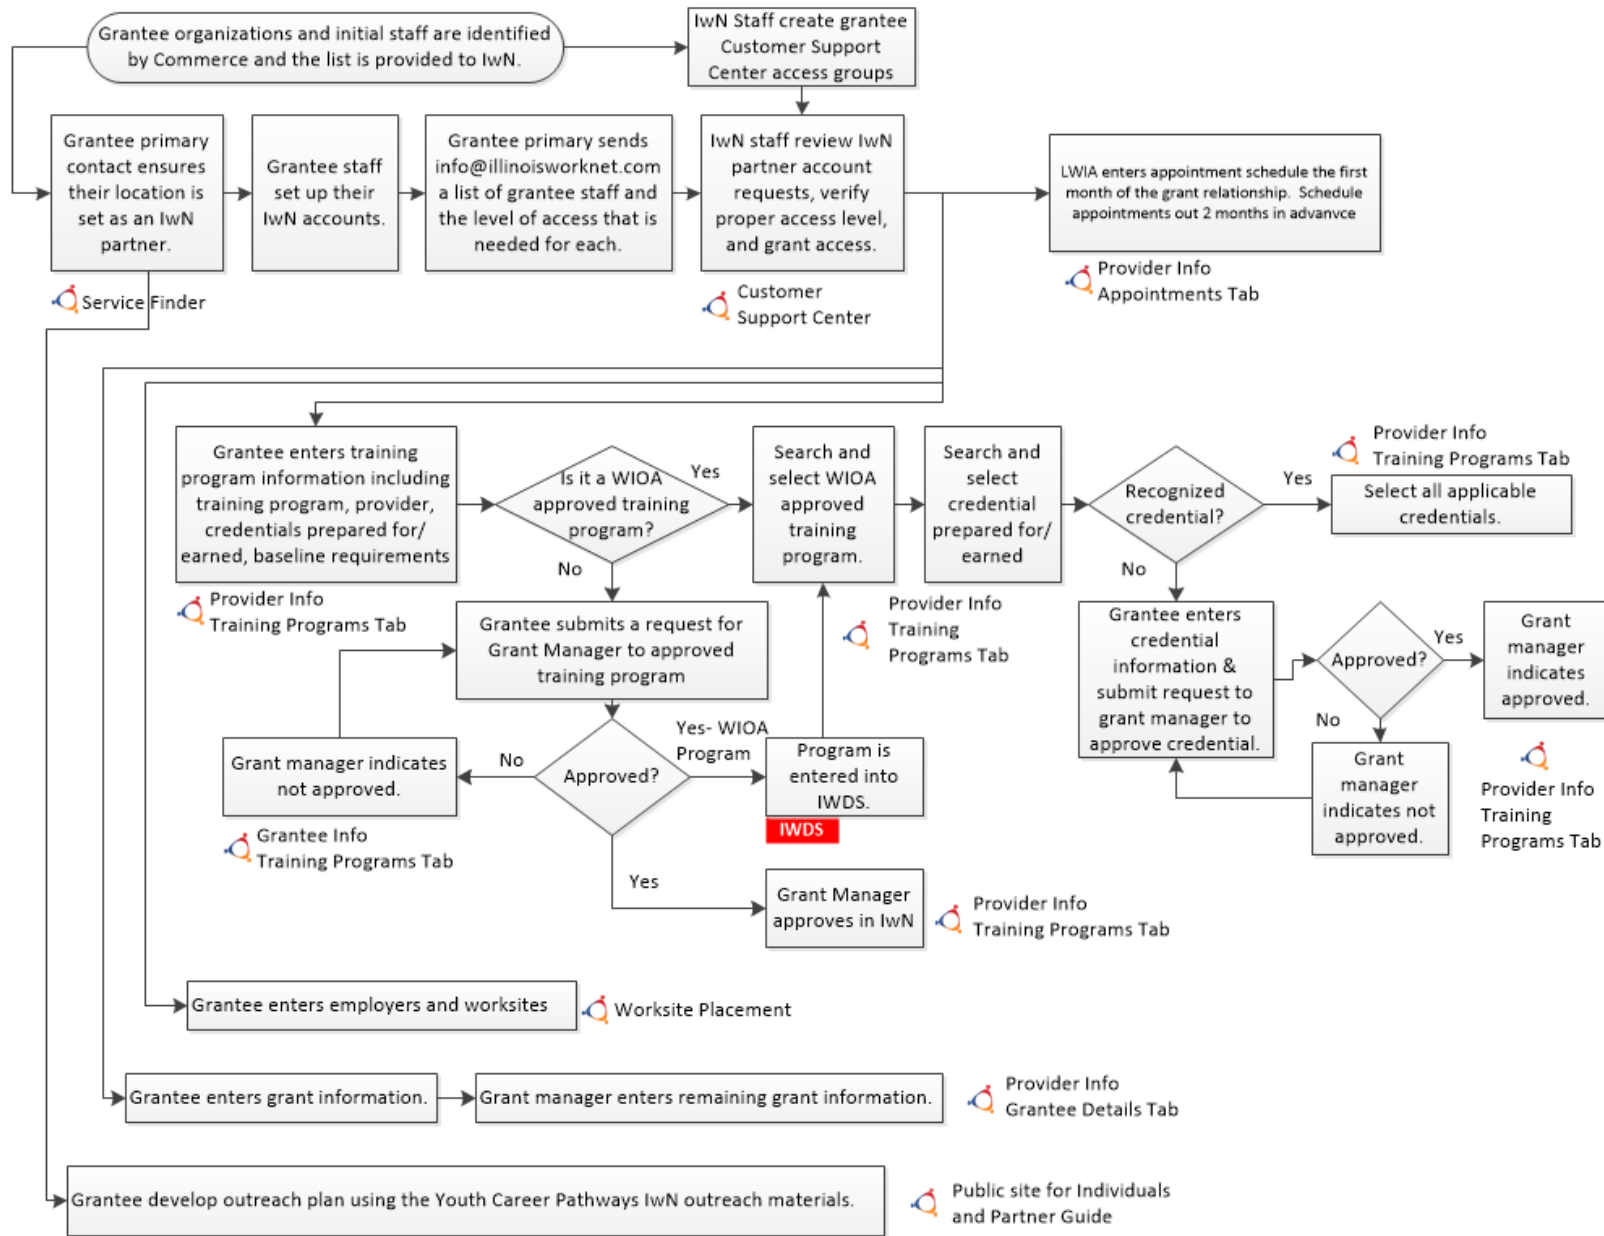 Grantee organizations and initial staff are identified
by Commerce and the list is provided to IwN.
IwN Staff create grantee
Customer Support
Center access groups
Grantee primary
contact ensures
their location is
set as an IwN
partner.
Grantee staff
set up their
IwN accounts.
Grantee primary sends
info@illinoisworknet.com
a list of grantee staff and
the level of access that is
needed for each.
IwN staff review IwN
partner account
requests, verify
proper access level,
and grant access.
LWIA enters appointment schedule the first
month of the grant relationship. Schedule
appointments out 2 months in advanvce
Service Finder
Customer
Support Center
Provider Info
Appointments Tab
Grantee enters training
program information including
training program, provider,
credentials prepared for/
earned, baseline requirements
Provider Info
Training Programs Tab
Is it a WIOA
approved training
program?
Yes
No
Search and
select WIOA
approved
training
program.
Search and
select
credential
prepared for/
earned
Provider Info
Training
Programs Tab
Recognized
credential?
Yes
No
Provider Info
Training Programs Tab
Select all applicable
credentials.
Grantee submits a request for
Grant Manager to approved
training program
Grantee enters
credential
information &
submit request to
grant manager to
approve credential.
Approved?
Yes
No
Grant
manager
indicates
approved.
Grant
manager
indicates not
approved.
Provider Info
Training
Programs Tab
Grant manager indicates
not approved.
Grantee Info
Training Programs Tab
No
Approved?
Yes- WIOA
Program
Program is
entered into
IWDS.
IWDS
Yes
Grant Manager
approves in IwN
Provider Info
Training Programs Tab
Grantee enters employers and worksites
Worksite Placement
Grantee enters grant information.
Grant manager enters remaining grant information.
Provider Info
Grantee Details Tab
Grantee develop outreach plan using the Youth Career Pathways IwN outreach materials.
Public site for Individuals
and Partner Guide